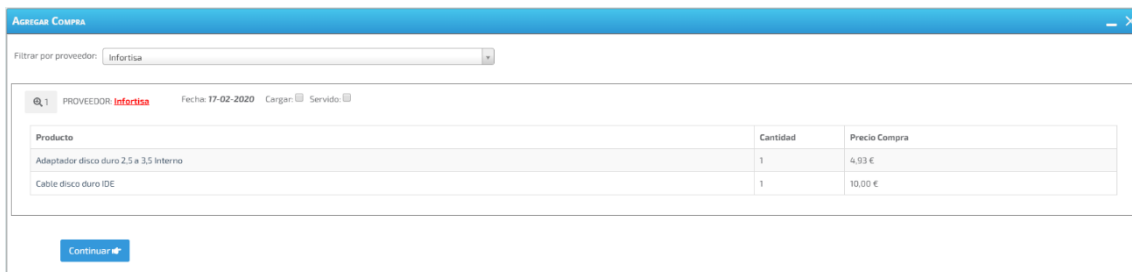 Agregar Compra
Filtrar por proveedor: Infortisa
1 PROVEEDOR: Infortisa Fecha: 17-02-2020 Cargar: Servido:
Producto Cantidad Precio Compra
Adaptador disco duro 2,5 a 3,5 Interno 1 4,93 €
Cable disco duro IDE 1 10,00 €
Continuar